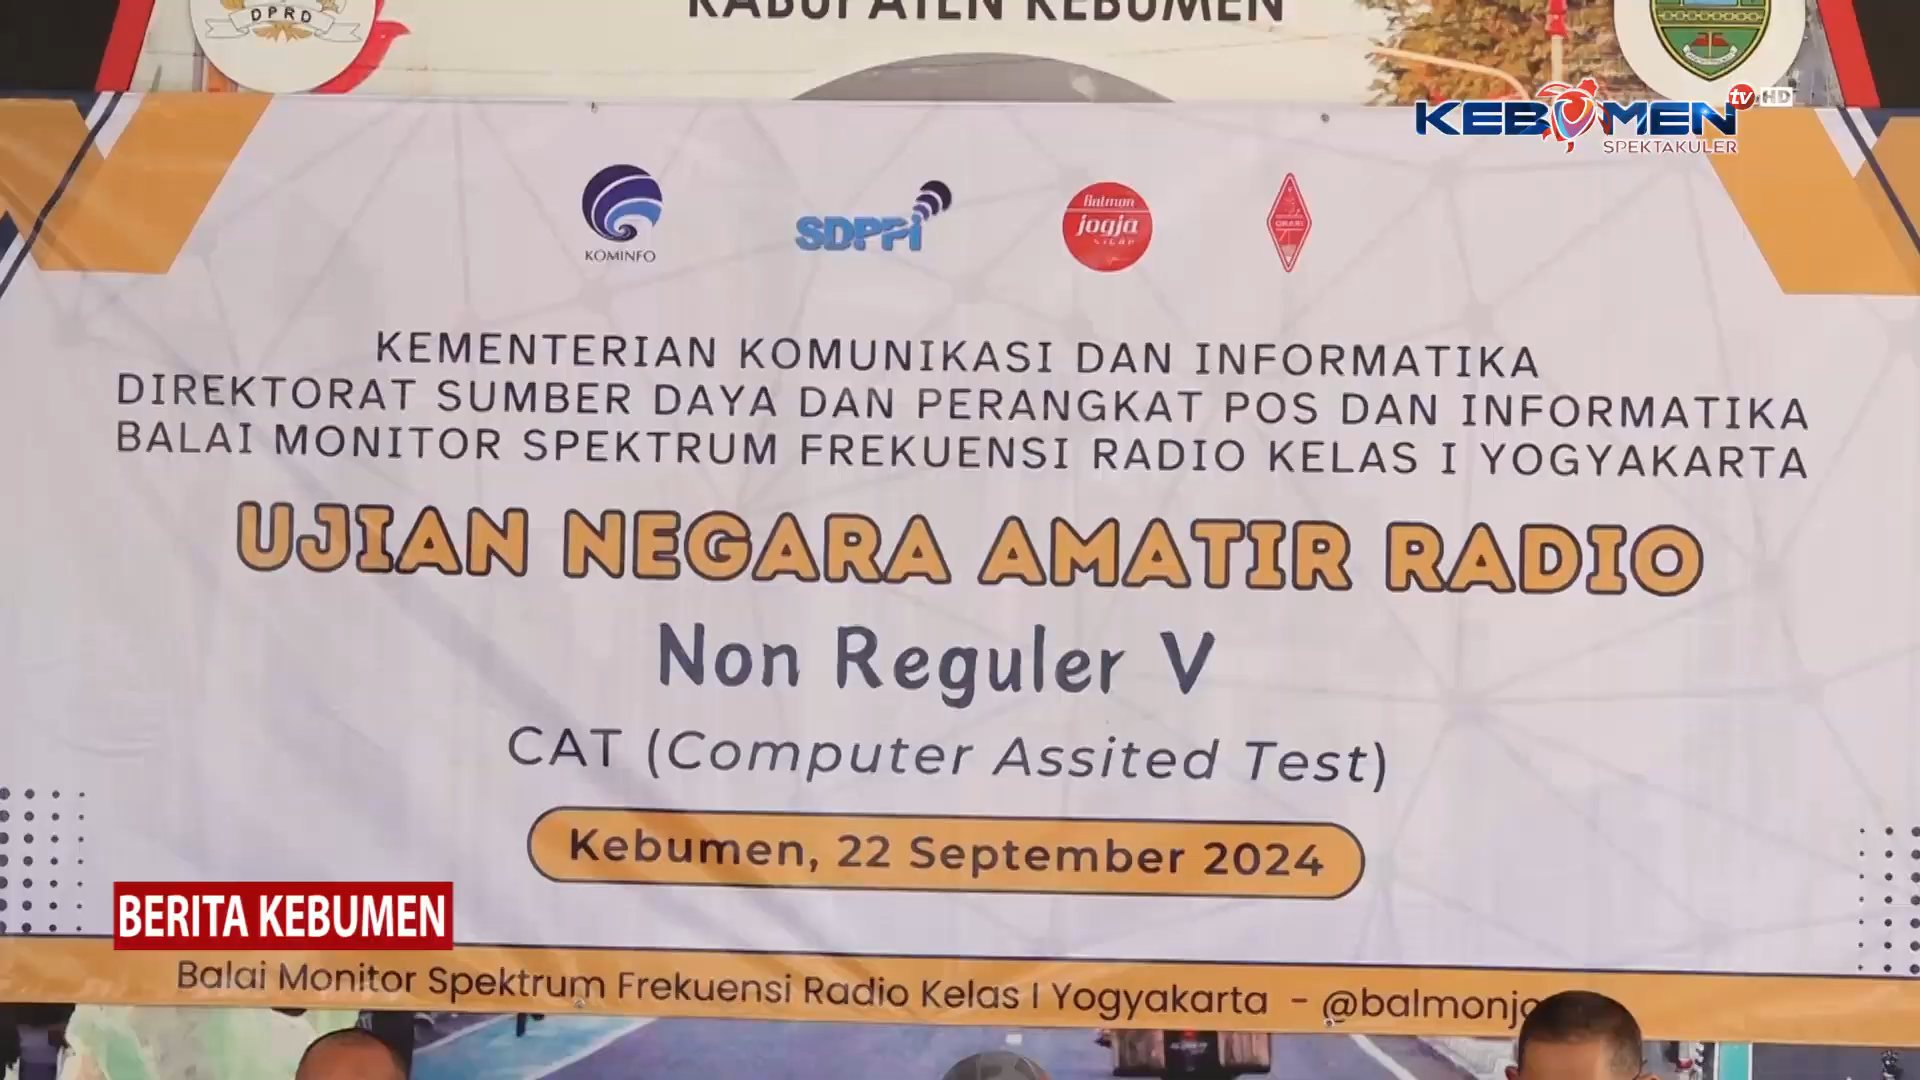 KABUPATEN KEBUMEN
DPRD
KEBUMEN tv HD
SPEKTAKULER
KOMINFO
SDPPI
Balmon
jogja
ORARI
KEMENTERIAN KOMUNIKASI DAN INFORMATIKA
DIREKTORAT SUMBER DAYA DAN PERANGKAT POS DAN INFORMATIKA
BALAI MONITOR SPEKTRUM FREKUENSI RADIO KELAS I YOGYAKARTA
UJIAN NEGARA AMATIR RADIO
Non Reguler V
CAT (Computer Assited Test)
Kebumen, 22 September 2024
BERITA KEBUMEN
Balai Monitor Spektrum Frekuensi Radio Kelas I Yogyakarta - @balmonjo